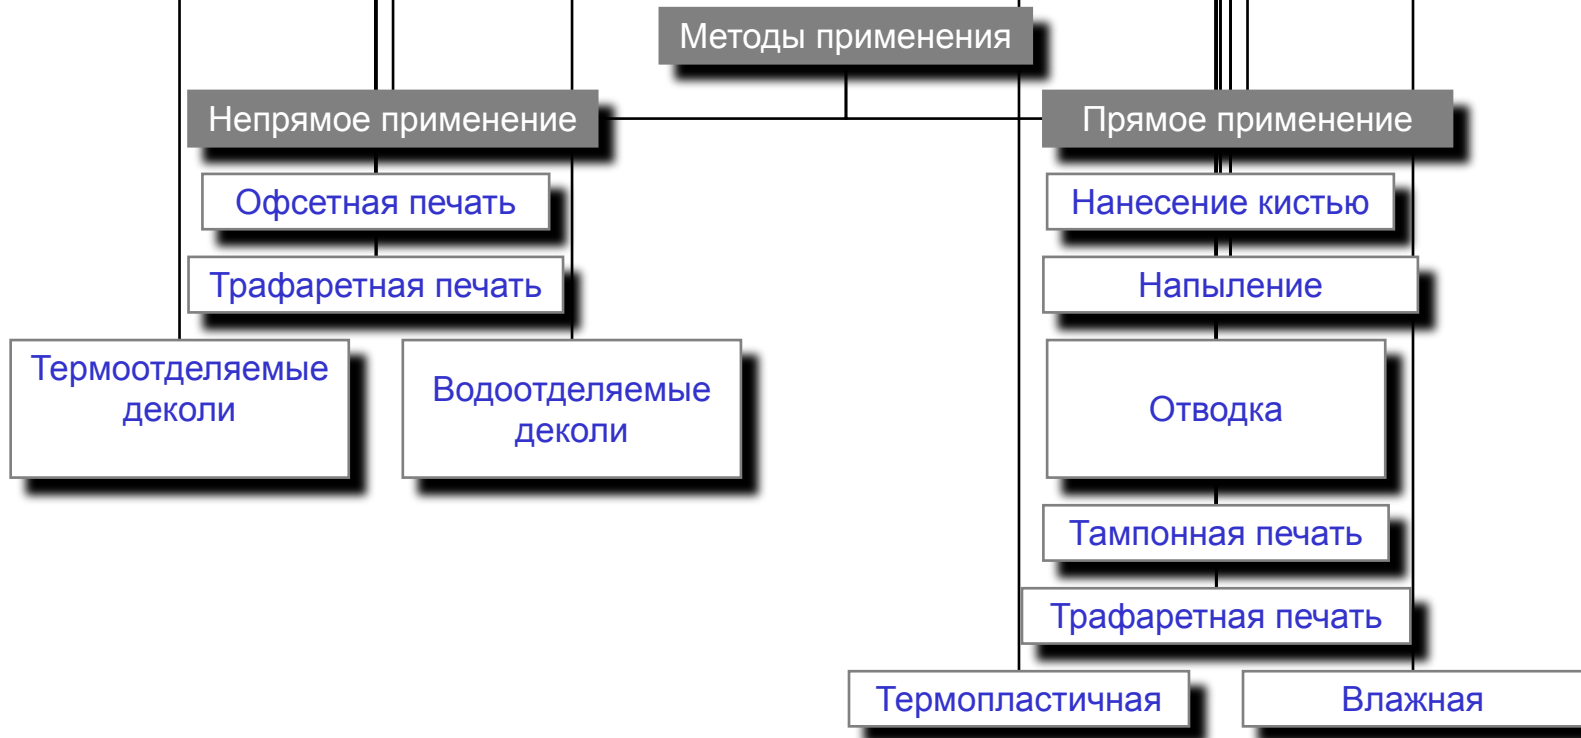 Методы применения
Непрямое применение
Прямое применение
Офсетная печать
Нанесение кистью
Трафаретная печать
Напыление
Термоотделяемые
деколи
Водоотделяемые
деколи
Отводка
Тампонная печать
Трафаретная печать
Термопластичная
Влажная